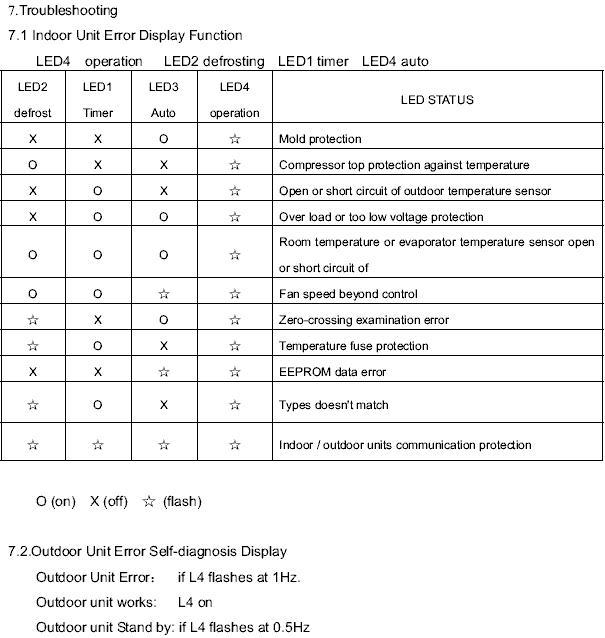 7.Troubleshooting
7.1 Indoor Unit Error Display Function
LED4 operation LED2 defrosting LED1 timer LED4 auto
LED2 defrost LED1 Timer LED3 Auto LED4 operation LED STATUS
X X O ☆ Mold protection
O X X ☆ Compressor top protection against temperature
X O X ☆ Open or short circuit of outdoor temperature sensor
X O O ☆ Over load or too low voltage protection
O O O ☆ Room temperature or evaporator temperature sensor open
or short circuit of
O O ☆ ☆ Fan speed beyond control
☆ X O ☆ Zero-crossing examination error
☆ O X ☆ Temperature fuse protection
X X ☆ ☆ EEPROM data error
☆ O X ☆ Types doesn't match
☆ ☆ ☆ ☆ Indoor / outdoor units communication protection
O (on) X (off) ☆ (flash)
7.2.Outdoor Unit Error Self-diagnosis Display
Outdoor Unit Error: if L4 flashes at 1Hz.
Outdoor unit works: L4 on
Outdoor unit Stand by: if L4 flashes at 0.5Hz